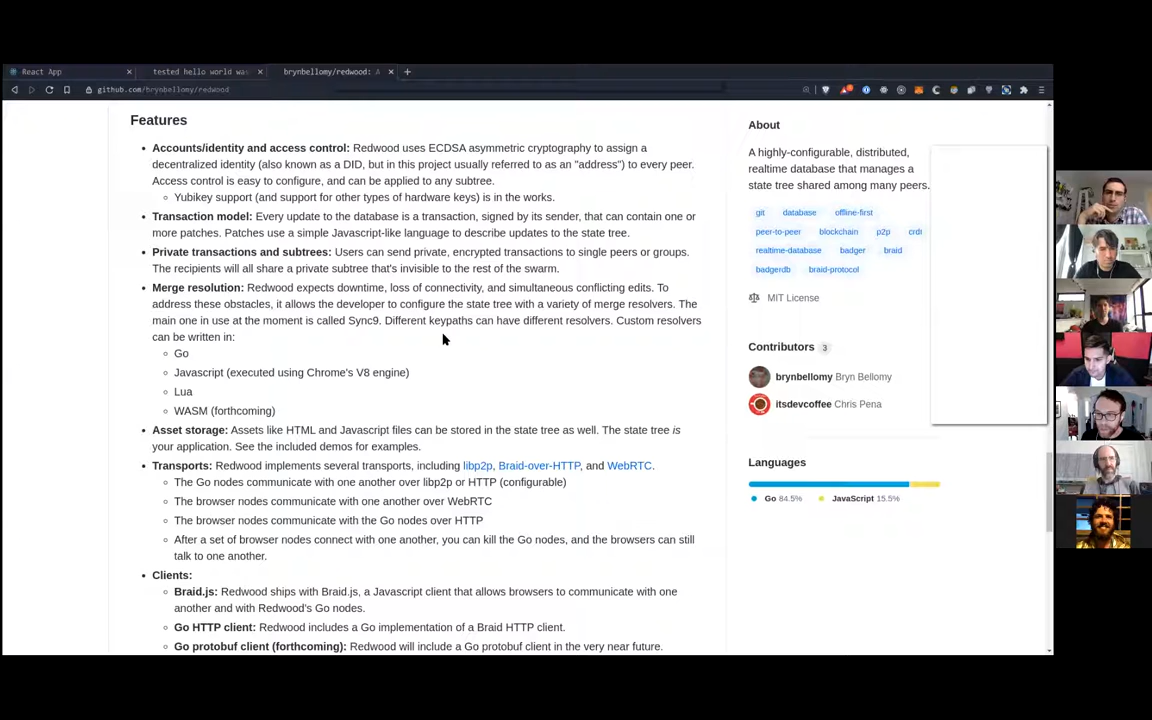 React App
tested hello world was
brynbellomy/redwood: A
github.com/brynbellomy/redwood
Features
Accounts/identity and access control: Redwood uses ECDSA asymmetric cryptography to assign a
decentralized identity (also known as a DID, but in this project usually referred to as an "address") to every peer.
Access control is easy to configure, and can be applied to any subtree.
Yubikey support (and support for other types of hardware keys) is in the works.
Transaction model: Every update to the database is a transaction, signed by its sender, that can contain one or
more patches. Patches use a simple Javascript-like language to describe updates to the state tree.
Private transactions and subtrees: Users can send private, encrypted transactions to single peers or groups.
The recipients will all share a private subtree that's invisible to the rest of the swarm.
Merge resolution: Redwood expects downtime, loss of connectivity, and simultaneous conflicting edits. To
address these obstacles, it allows the developer to configure the state tree with a variety of merge resolvers. The
main one in use at the moment is called Sync9. Different keypaths can have different resolvers. Custom resolvers
can be written in:
Go
Javascript (executed using Chrome's V8 engine)
Lua
WASM (forthcoming)
Asset storage: Assets like HTML and Javascript files can be stored in the state tree as well. The state tree is
your application. See the included demos for examples.
Transports: Redwood implements several transports, including libp2p, Braid-over-HTTP, and WebRTC.
The Go nodes communicate with one another over libp2p or HTTP (configurable)
The browser nodes communicate with one another over WebRTC
The browser nodes communicate with the Go nodes over HTTP
After a set of browser nodes connect with one another, you can kill the Go nodes, and the browsers can still
talk to one another.
Clients:
Braid.js: Redwood ships with Braid.js, a Javascript client that allows browsers to communicate with one
another and with Redwood's Go nodes.
Go HTTP client: Redwood includes a Go implementation of a Braid HTTP client.
Go protobuf client (forthcoming): Redwood will include a Go protobuf client in the very near future.
About
A highly-configurable, distributed,
realtime database that manages a
state tree shared among many peers.
git database offline-first
peer-to-peer blockchain p2p crdt
realtime-database badger braid
badgerdb braid-protocol
MIT License
Contributors 3
brynbellomy Bryn Bellomy
itsdevcoffee Chris Pena
Languages
Go 84.5% JavaScript 15.5%